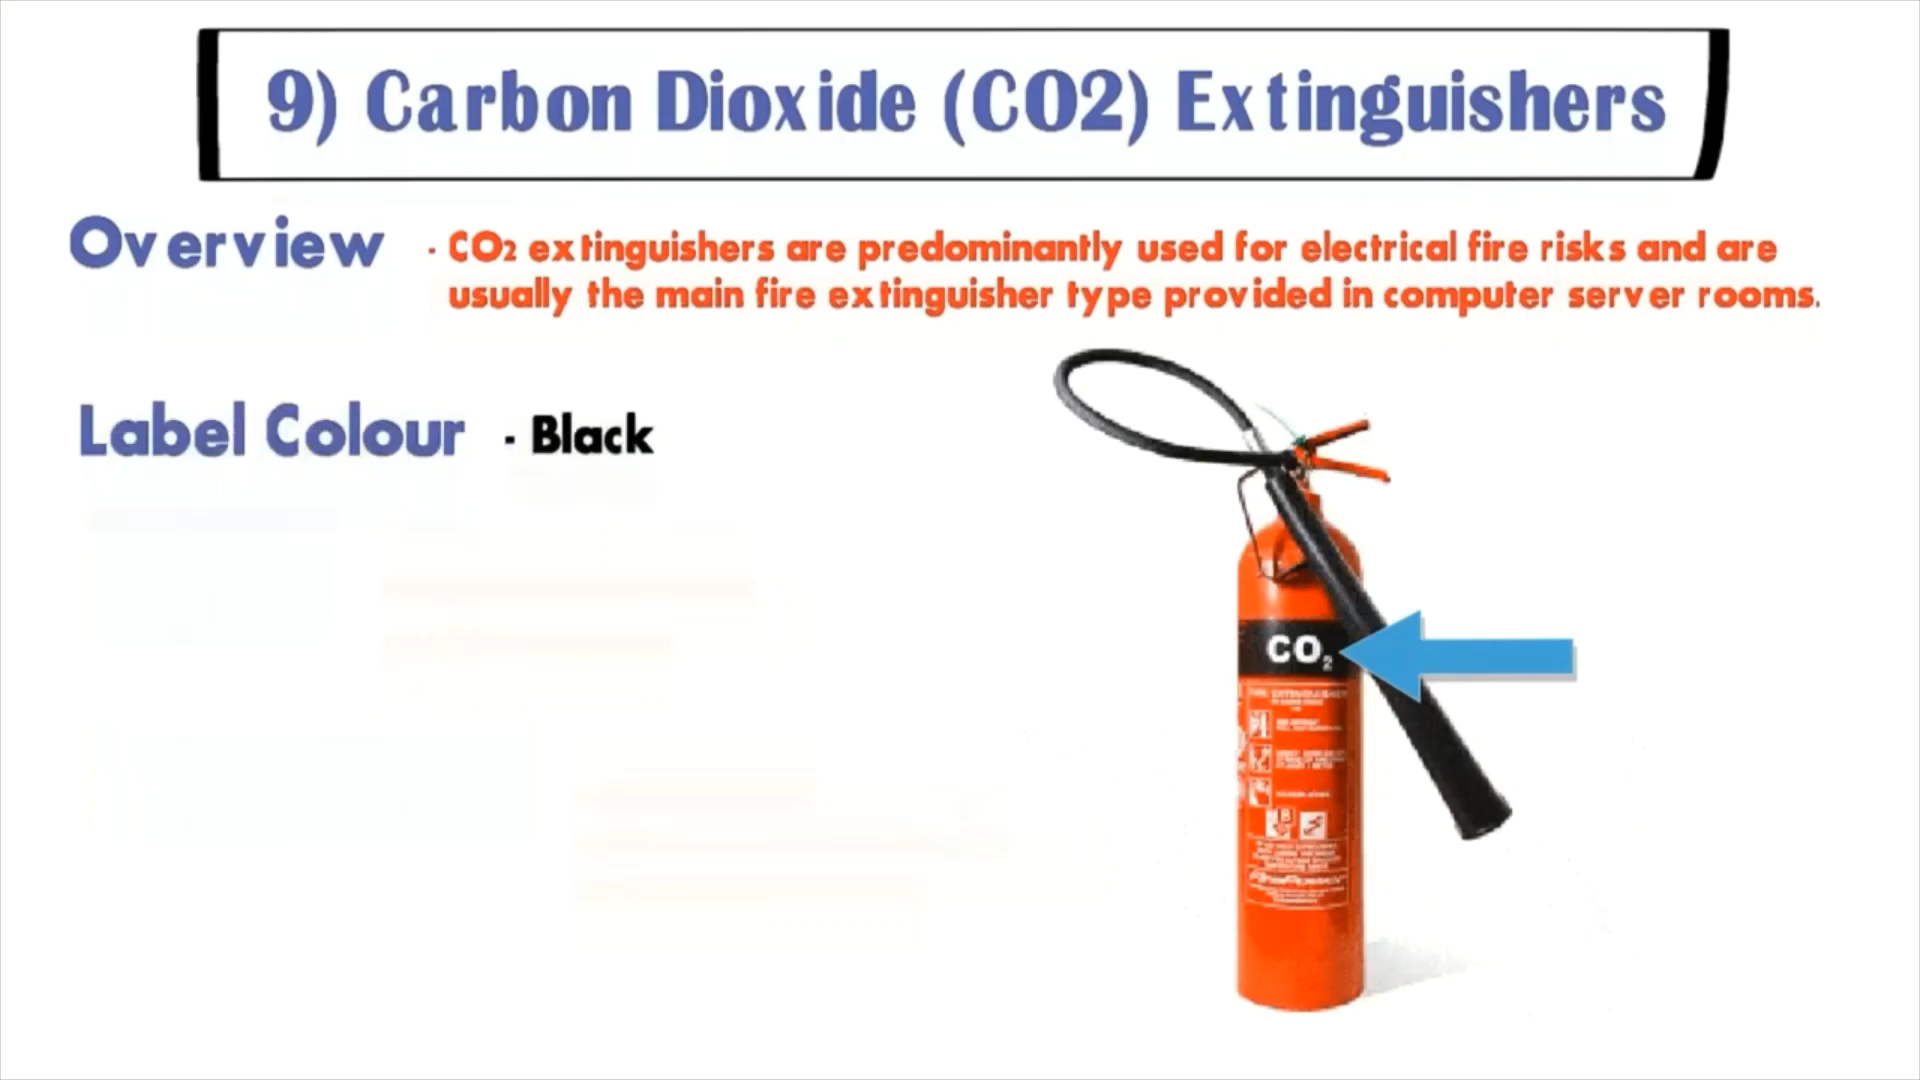 9) Carbon Dioxide (CO2) Extinguishers
Overview - CO2 extinguishers are predominantly used for electrical fire risks and are
usually the main fire extinguisher type provided in computer server rooms.
Label Colour - Black
CO2